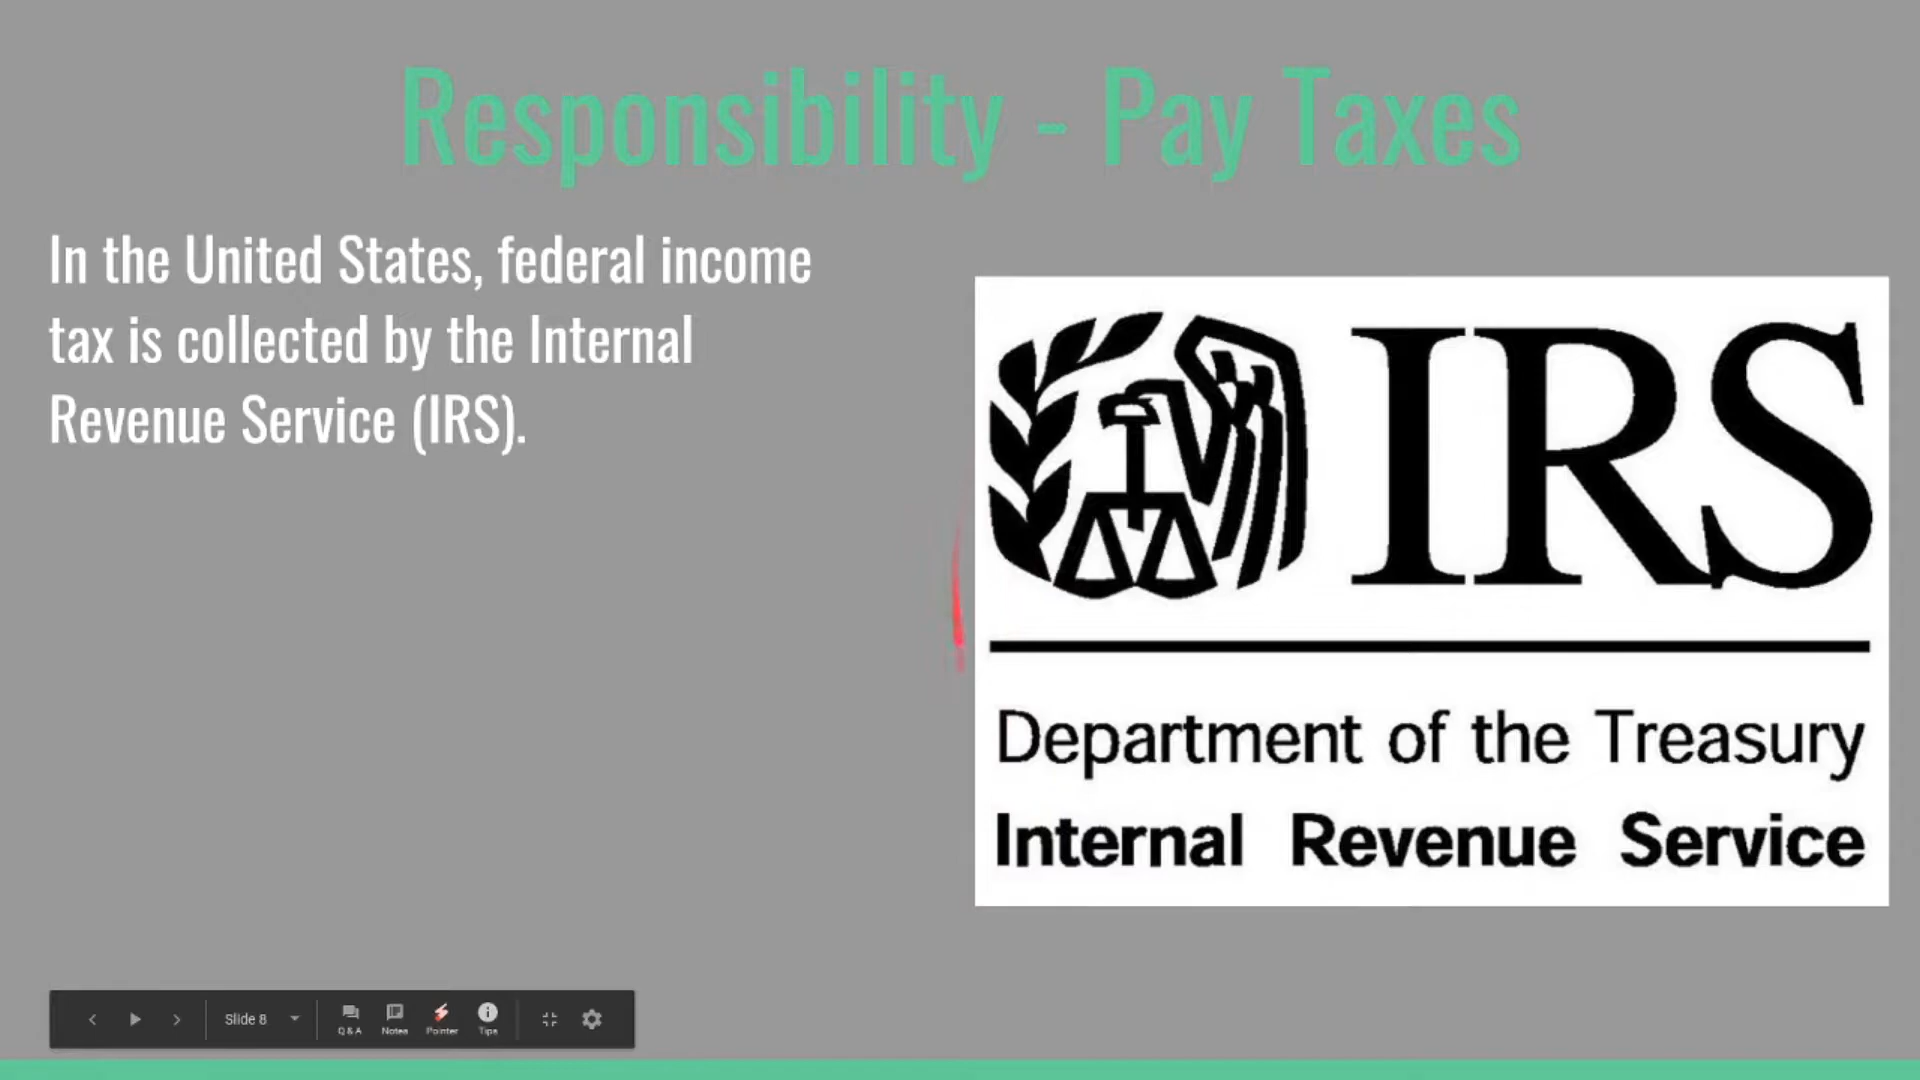 Responsibility - Pay Taxes
In the United States, federal income
tax is collected by the Internal
Revenue Service (IRS).
IRS
Department of the Treasury
Internal Revenue Service
Slide 8
Q & A
Notes
Pointer
Tips